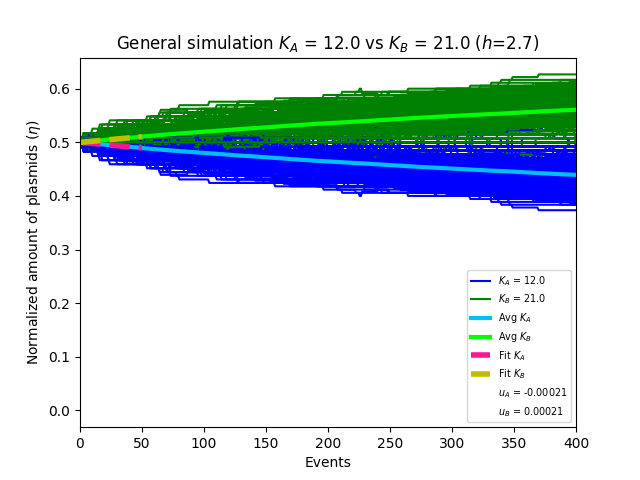 General simulation K_A = 12.0 vs K_B = 21.0 (h=2.7)
Normalized amount of plasmids (η)
0.6
0.5
0.4
0.3
0.2
0.1
0.0
K_A = 12.0
K_B = 21.0
Avg K_A
Avg K_B
Fit K_A
Fit K_B
u_A = -0.00021
u_B = 0.00021
0 50 100 150 200 250 300 350 400
Events